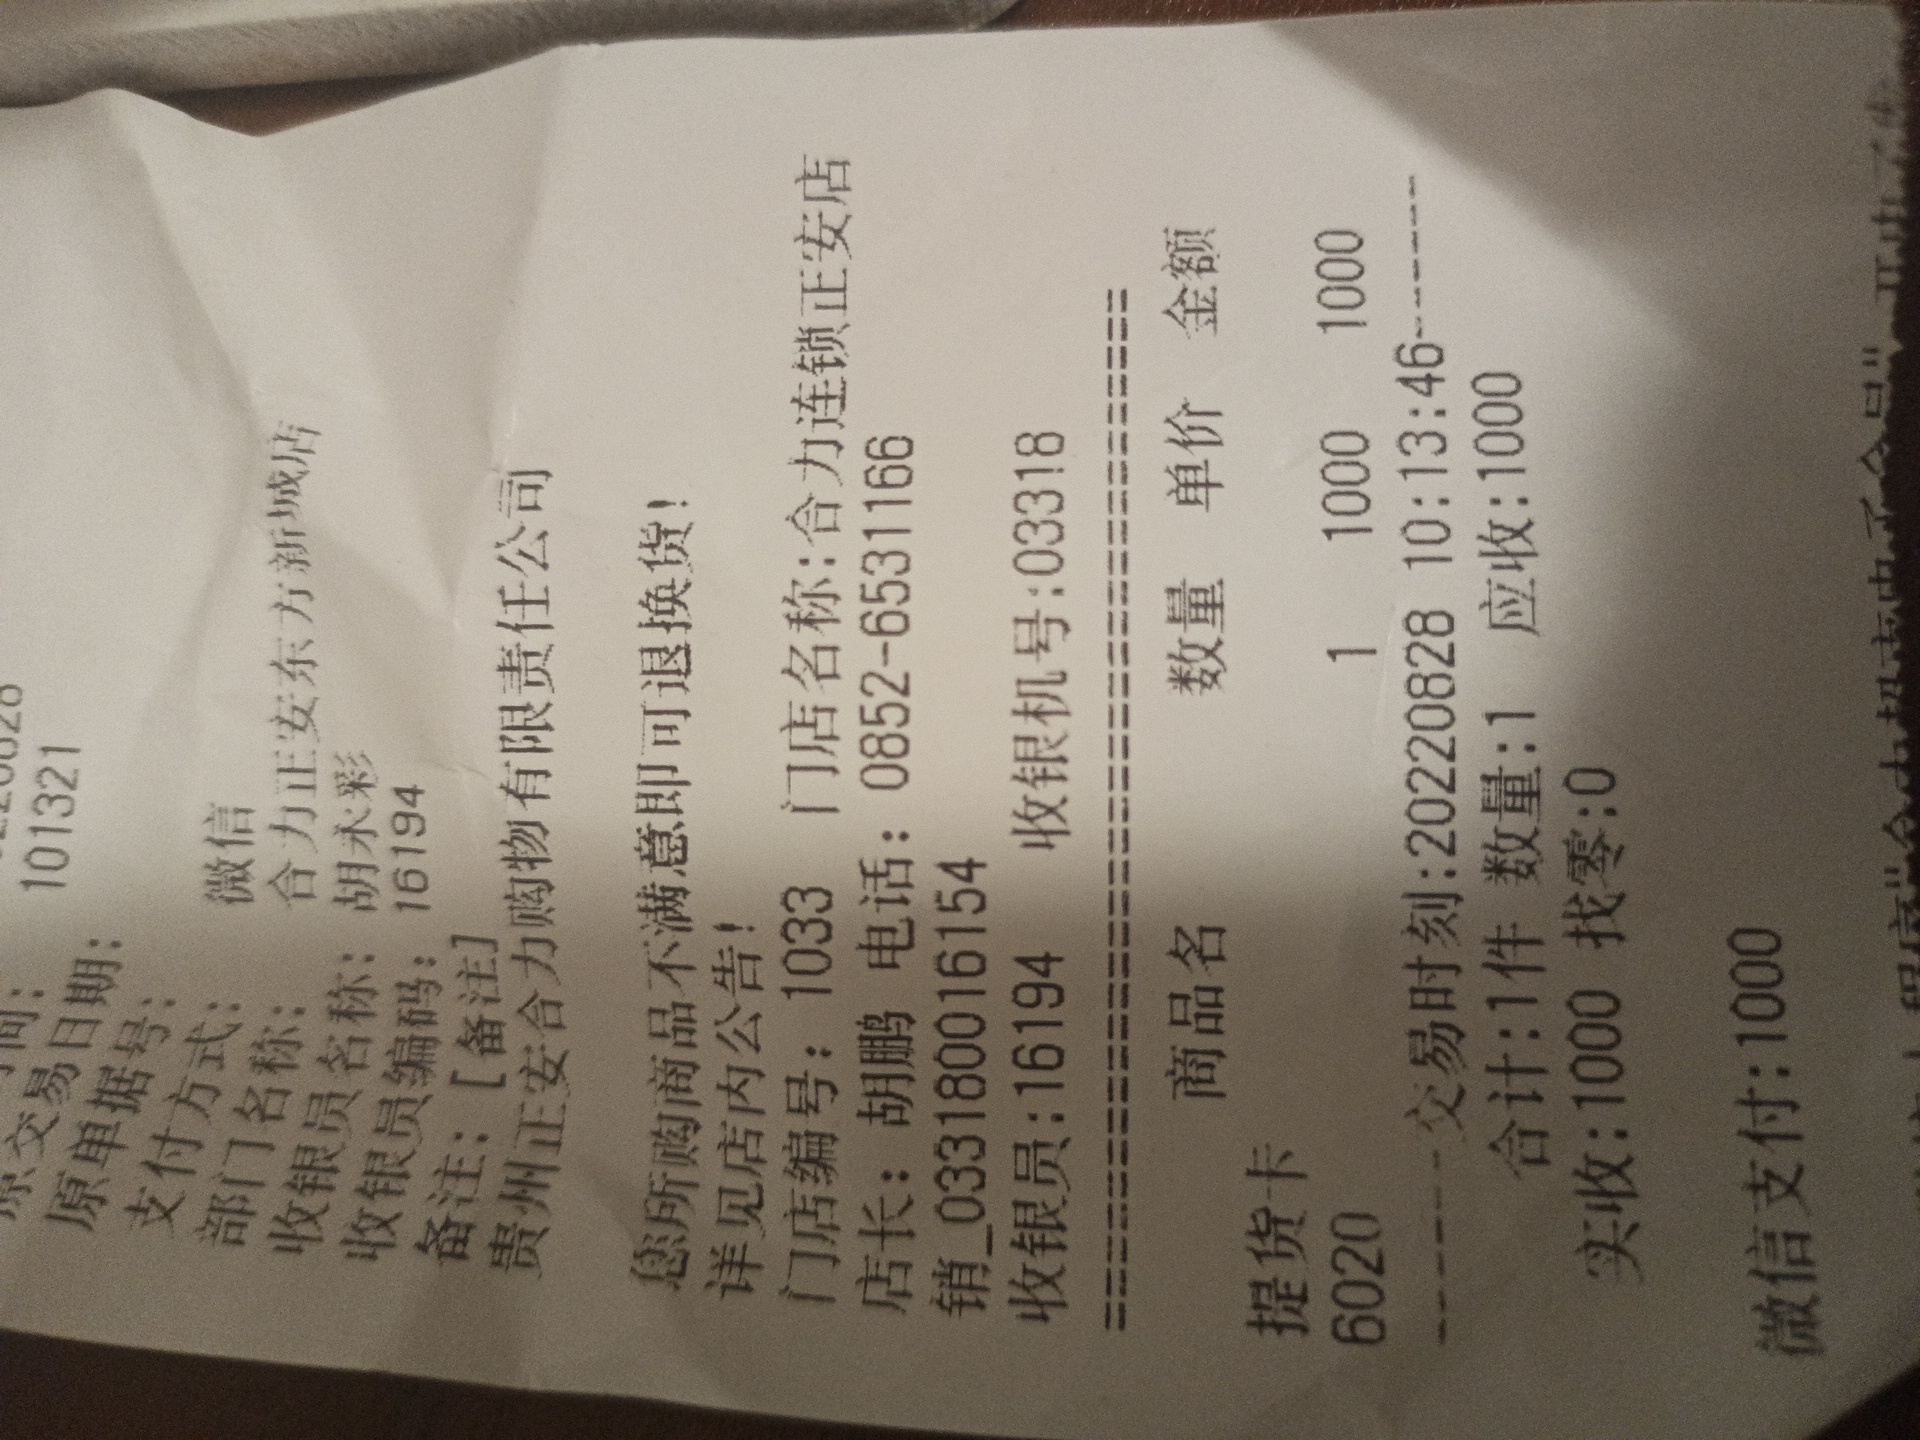 101321
原交易日期:
原单据号:
支付方式: 微信
部门名称: 合力正安东方新城店
收银员名称: 胡永彩
收银员编码: 16194
备注: [备注]
贵州正安合力购物有限责任公司
您所购商品不满意即可退换货!
详见店内公告!
门店编号: 1033 门店名称:合力连锁正安店
店长: 胡鹏 电话: 0852-6531166
销_033180016154
收银员:16194 收银机号:03318
==================================
商品名 数量 单价 金额
提货卡
6020 1 1000 1000
------交易时刻:20220828 10:13:46------
合计:1件 数量:1 应收:1000
实收:1000 找零:0
微信支付:1000